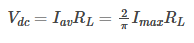 V_{dc} = I_{av}R_L = \frac{2}{\pi} I_{max}R_L